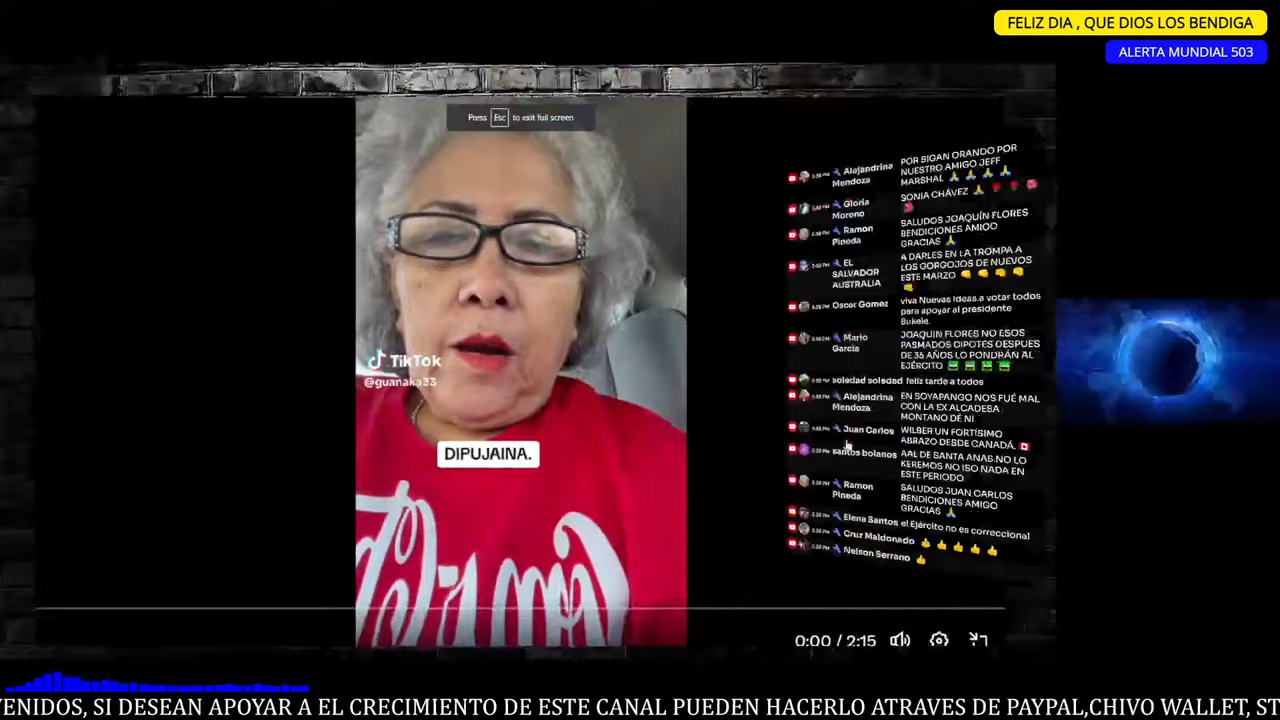 FELIZ DIA , QUE DIOS LOS BENDIGA
ALERTA MUNDIAL 503
Press Esc to exit full screen
TikTok
@guanaka33
DIPUJAINA.
Alejandrina Mendoza
POR SIGAN ORANDO POR
NUESTRO AMIGO JEFF
MARSHAL 🙏 🙏 🙏 🙏
Gloria Moreno
SONIA CHÁVEZ 🙏 🌹 🌹 🌺
🌺
Ramon Pineda
SALUDOS JOAQUÍN FLORES
BENDICIONES AMIGO
GRACIAS 🙏
EL SALVADOR AUSTRALIA
A DARLES EN LA TROMPA A
LOS GORGOJOS DE NUEVOS
ESTE MARZO 👊 👊 👊 👊
👊
Oscar Gomez
viva Nuevas Ideas.a votar todos
para apoyar al presidente
Bukele.
Mario Garcia
JOAQUIN FLORES NO ESOS
PASMADOS CIPOTES DESPUES
DE 36 AÑOS LO PONDRÁN AL
EJÉRCITO
soledad soledad feliz tarde a todos
Alejandrina Mendoza
EN SOYAPANGO NOS FUÉ MAL
CON LA EX ALCADESA
MONTANO DE NI
Juan Carlos
WILBER UN FORTÍSIMO
ABRAZO DESDE CANADÁ. 🇨🇦
santos bolanos
AAL DE SANTA ANAS.NO LO
KEREMOS NO ISO NADA EN
ESTE PERIODO
Ramon Pineda
SALUDOS JUAN CARLOS
BENDICIONES AMIGO
GRACIAS 🙏
Elena Santos el Ejército no es correccional
Cruz Maldonado 👍 👍 👍 👍 👍
Nelson Serrano 👍
0:00 / 2:15
VENIDOS, SI DESEAN APOYAR A EL CRECIMIENTO DE ESTE CANAL PUEDEN HACERLO ATRAVES DE PAYPAL,CHIVO WALLET, ST